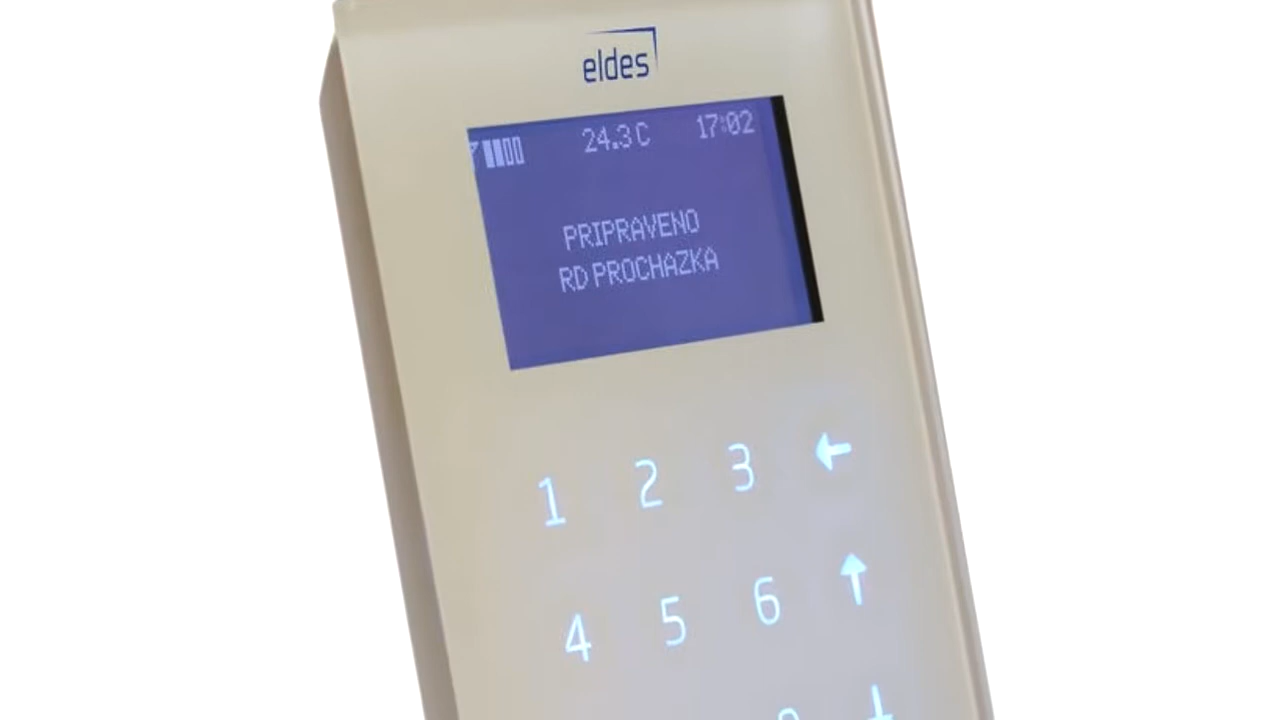 eldes
24.3 C 17:02
PRIPRAVENO
RD PROCHAZKA
1 2 3
4 5 6